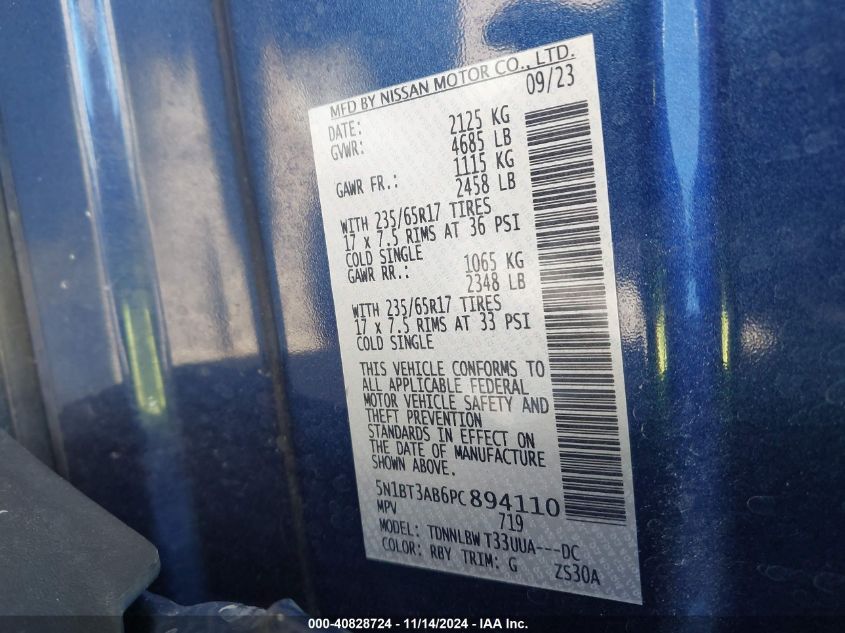 MFD BY NISSAN MOTOR CO., LTD.
DATE: 09/23
GVWR: 2125 KG
4685 LB
GAWR FR.: 1115 KG
2458 LB
WITH 235/65R17 TIRES
17 x 7.5 RIMS AT 36 PSI
COLD SINGLE
GAWR RR.: 1065 KG
2348 LB
WITH 235/65R17 TIRES
17 x 7.5 RIMS AT 33 PSI
COLD SINGLE
THIS VEHICLE CONFORMS TO
ALL APPLICABLE FEDERAL
MOTOR VEHICLE SAFETY AND
THEFT PREVENTION
STANDARDS IN EFFECT ON
THE DATE OF MANUFACTURE
SHOWN ABOVE.
5N1BT3AB6PC894110
MPV 719
MODEL: TDNNLBW T33UUA---DC
COLOR: RBY TRIM: G ZS30A
000-40828724 - 11/14/2024 - IAA Inc.